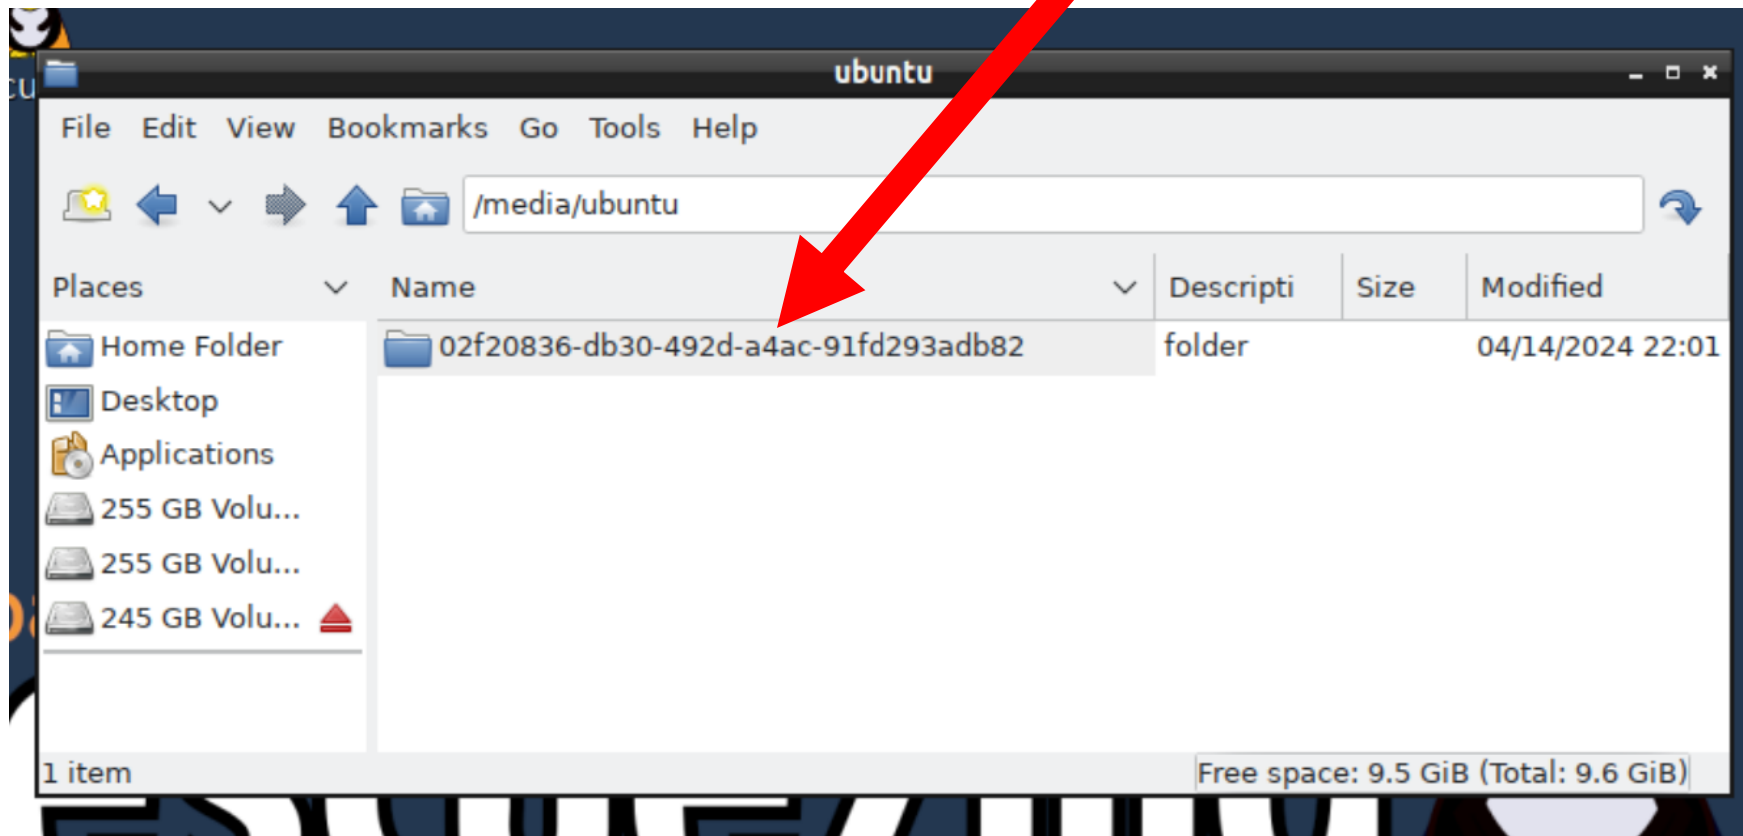 ubuntu
cu
File Edit View Bookmarks Go Tools Help
/media/ubuntu
Places Name Descripti Size Modified
Home Folder 02f20836-db30-492d-a4ac-91fd293adb82 folder 04/14/2024 22:01
Desktop
Applications
255 GB Volu...
255 GB Volu...
245 GB Volu...
1 item Free space: 9.5 GiB (Total: 9.6 GiB)